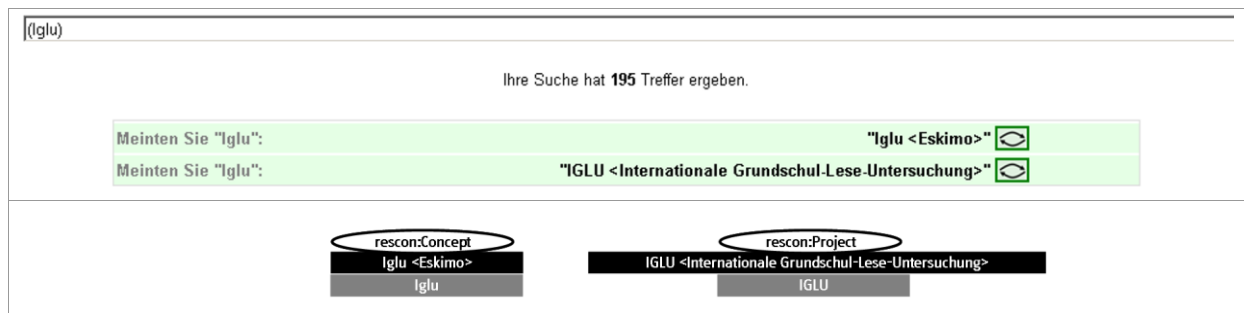 (Iglu)
Ihre Suche hat 195 Treffer ergeben.
Meinten Sie "Iglu": "Iglu <Eskimo>"
Meinten Sie "Iglu": "IGLU <Internationale Grundschul-Lese-Untersuchung>"
rescon:Concept rescon:Project
Iglu <Eskimo> IGLU <Internationale Grundschul-Lese-Untersuchung>
Iglu IGLU